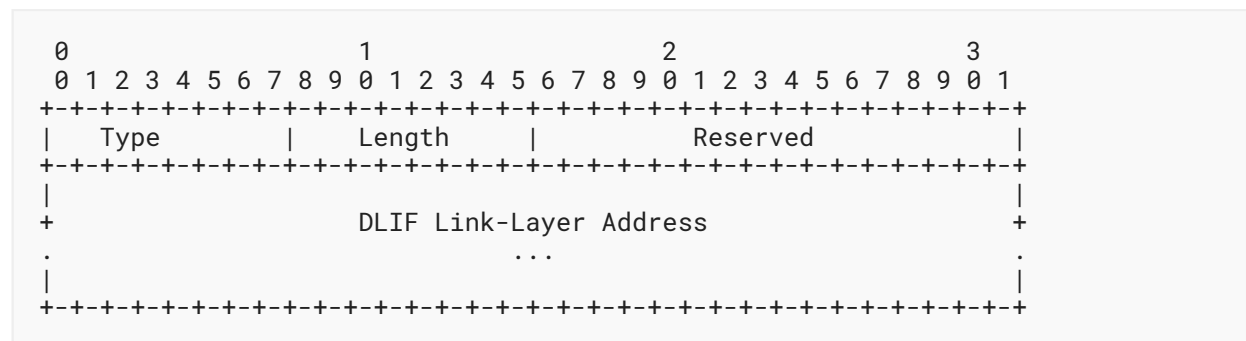 0                   1                   2                   3
 0 1 2 3 4 5 6 7 8 9 0 1 2 3 4 5 6 7 8 9 0 1 2 3 4 5 6 7 8 9 0 1
+-+-+-+-+-+-+-+-+-+-+-+-+-+-+-+-+-+-+-+-+-+-+-+-+-+-+-+-+-+-+-+-+
|   Type        |    Length     |          Reserved             |
+-+-+-+-+-+-+-+-+-+-+-+-+-+-+-+-+-+-+-+-+-+-+-+-+-+-+-+-+-+-+-+-+
|                                                               |
+                    DLIF Link-Layer Address                    +
.                              ...                              .
|                                                               |
+-+-+-+-+-+-+-+-+-+-+-+-+-+-+-+-+-+-+-+-+-+-+-+-+-+-+-+-+-+-+-+-+